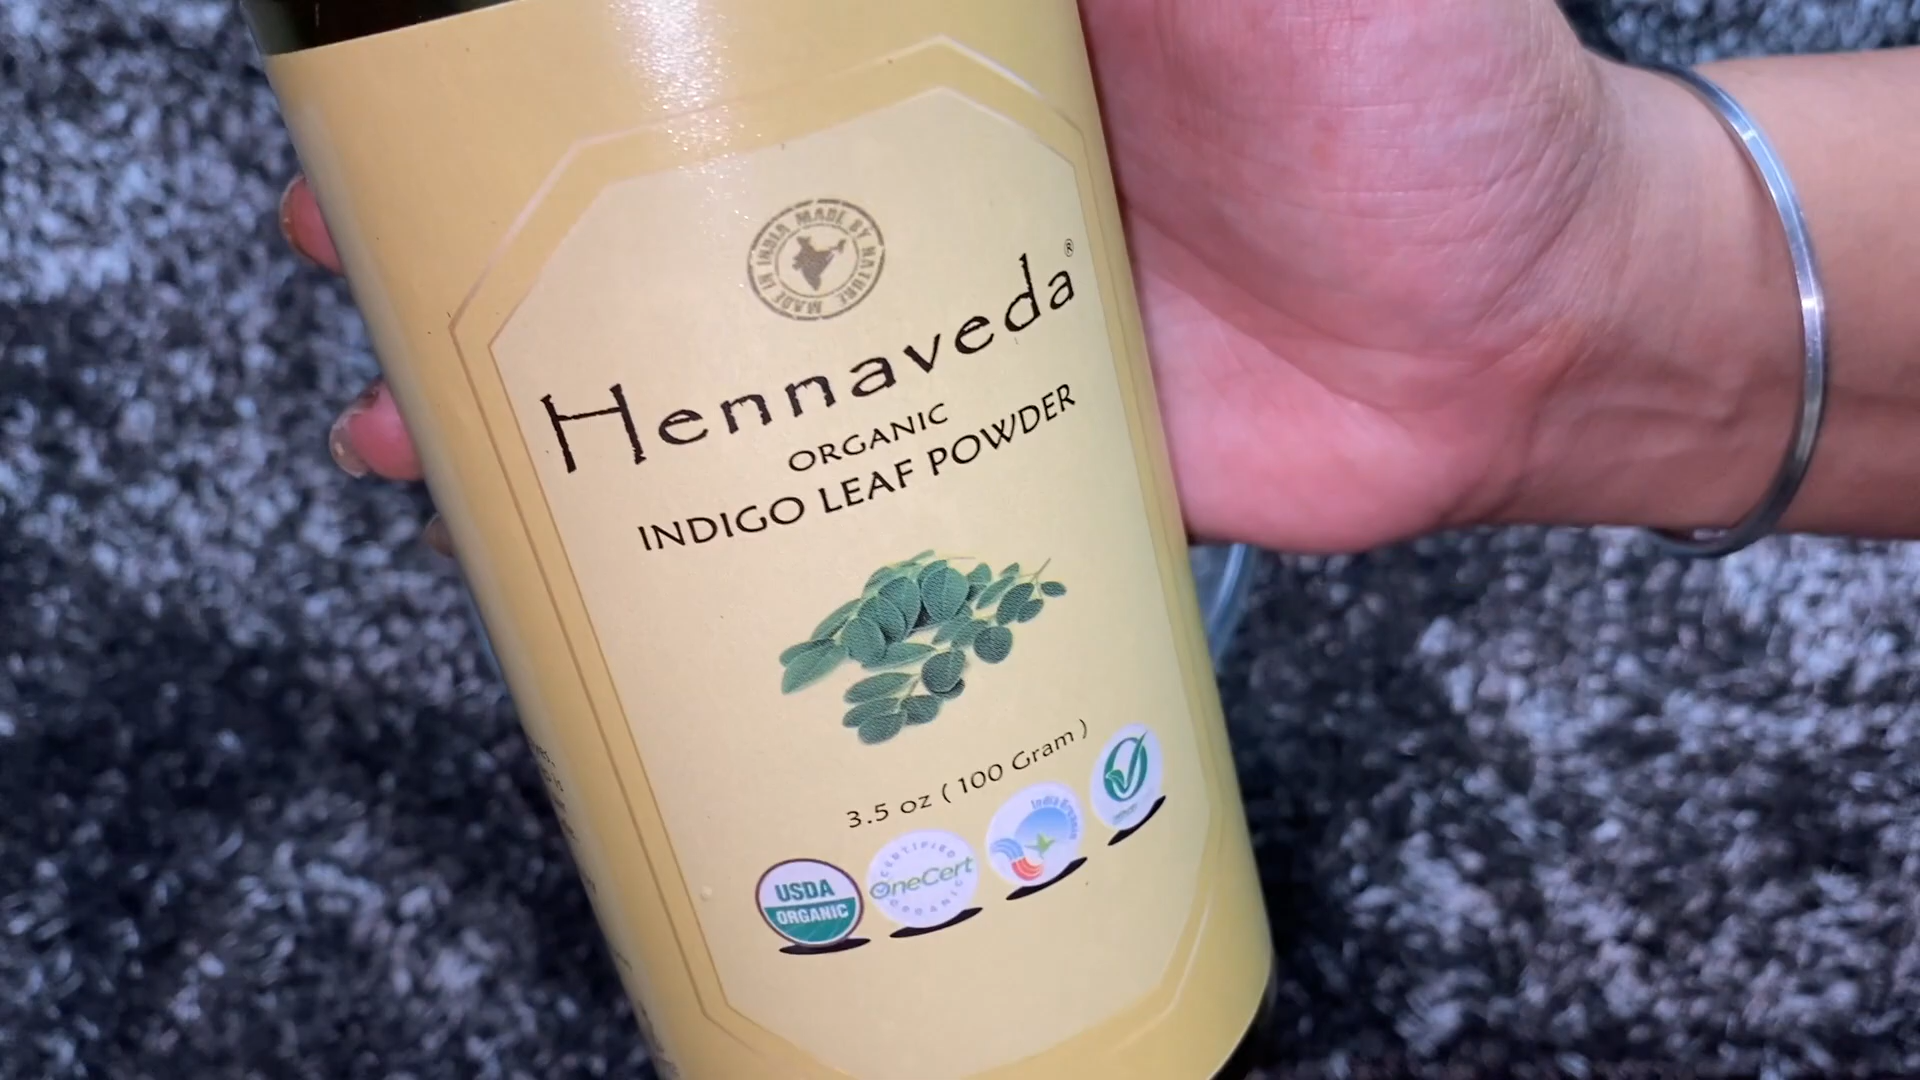 MADE BY NATURE MADE IN INDIA
Hennaveda®
ORGANIC
INDIGO LEAF POWDER
3.5 oz ( 100 Gram )
USDA
ORGANIC
CERTIFIED
OneCert
ORGANIC
India Organic